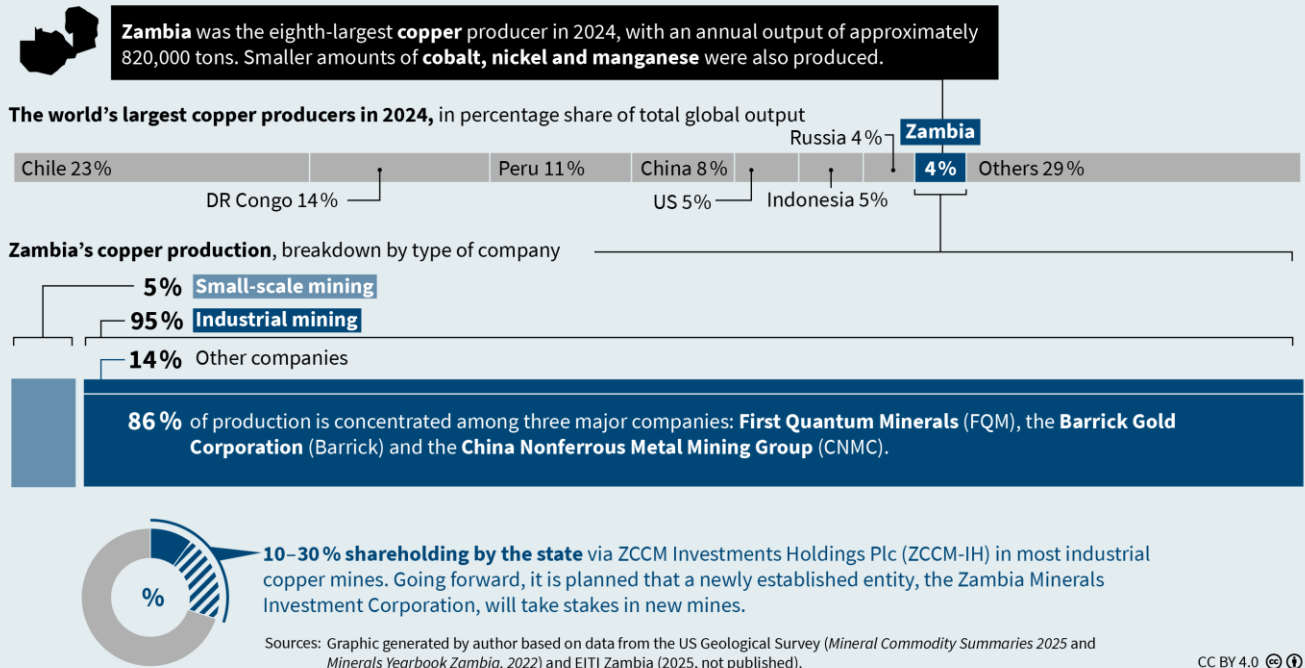 Zambia was the eighth-largest copper producer in 2024, with an annual output of approximately
820,000 tons. Smaller amounts of cobalt, nickel and manganese were also produced.
The world's largest copper producers in 2024, in percentage share of total global output
Russia 4%
Zambia
Chile 23%
Peru 11%
China 8%
4%
Others 29%
DR Congo 14%
US 5%
Indonesia 5%
Zambia's copper production, breakdown by type of company
5% Small-scale mining
95% Industrial mining
14% Other companies
86% of production is concentrated among three major companies: First Quantum Minerals (FQM), the Barrick Gold
Corporation (Barrick) and the China Nonferrous Metal Mining Group (CNMC).
%
10–30% shareholding by the state via ZCCM Investments Holdings Plc (ZCCM-IH) in most industrial
copper mines. Going forward, it is planned that a newly established entity, the Zambia Minerals
Investment Corporation, will take stakes in new mines.
Sources: Graphic generated by author based on data from the US Geological Survey (Mineral Commodity Summaries 2025 and
Minerals Yearbook Zambia, 2022) and EITI Zambia (2025, not published).
CC BY 4.0